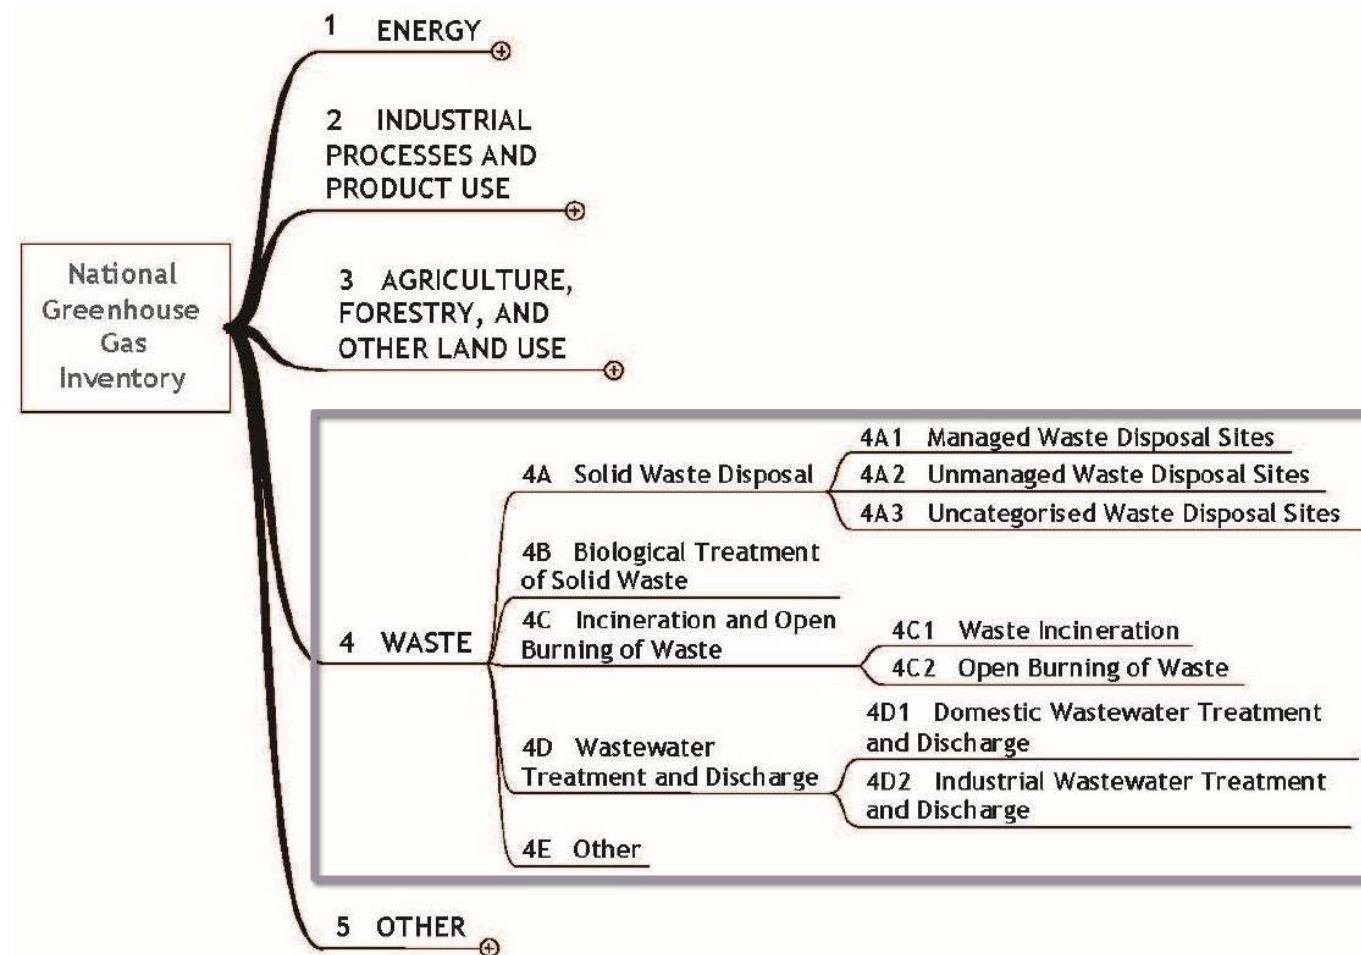 1 ENERGY
2 INDUSTRIAL
PROCESSES AND
PRODUCT USE
3 AGRICULTURE,
FORESTRY, AND
OTHER LAND USE
National
Greenhouse
Gas
Inventory
4 WASTE
4A Solid Waste Disposal
4A1 Managed Waste Disposal Sites
4A2 Unmanaged Waste Disposal Sites
4A3 Uncategorised Waste Disposal Sites
4B Biological Treatment
of Solid Waste
4C Incineration and Open
Burning of Waste
4C1 Waste Incineration
4C2 Open Burning of Waste
4D Wastewater
Treatment and Discharge
4D1 Domestic Wastewater Treatment
and Discharge
4D2 Industrial Wastewater Treatment
and Discharge
4E Other
5 OTHER